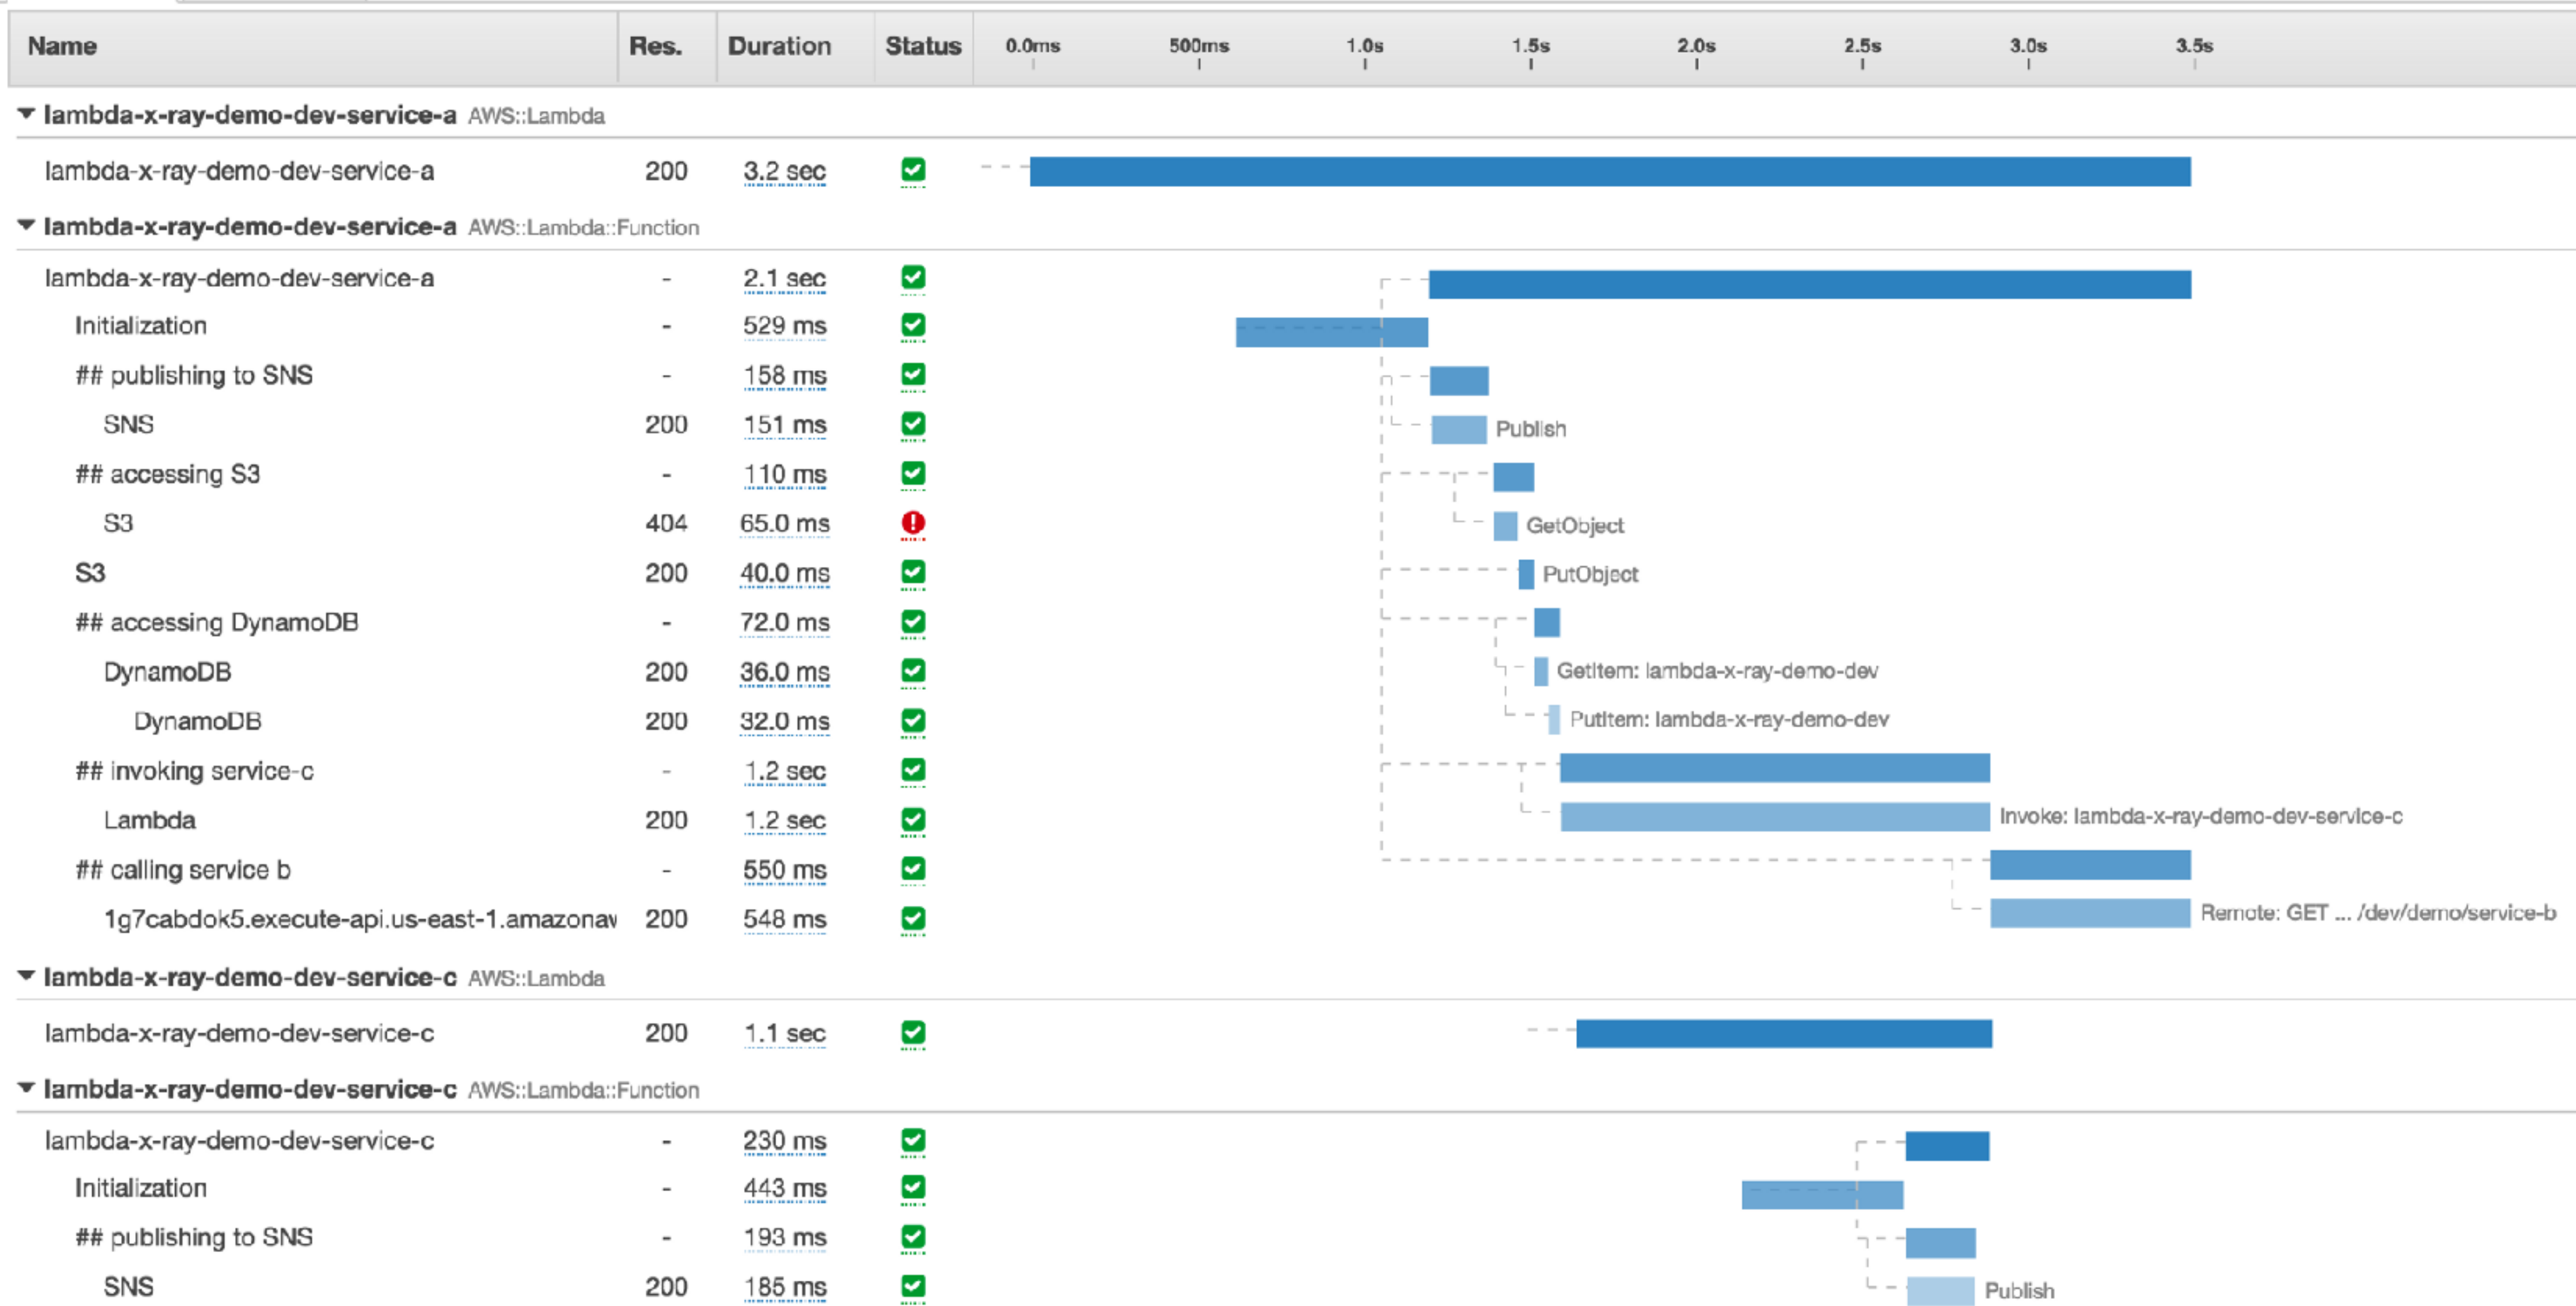 Name Res. Duration Status 0.0ms 500ms 1.0s 1.5s 2.0s 2.5s 3.0s 3.5s
lambda-x-ray-demo-dev-service-a AWS::Lambda
lambda-x-ray-demo-dev-service-a 200 3.2 sec
lambda-x-ray-demo-dev-service-a AWS::Lambda::Function
lambda-x-ray-demo-dev-service-a - 2.1 sec
Initialization - 529 ms
## publishing to SNS - 158 ms
SNS 200 151 ms Publish
## accessing S3 - 110 ms
S3 404 65.0 ms GetObject
S3 200 40.0 ms PutObject
## accessing DynamoDB - 72.0 ms
DynamoDB 200 36.0 ms GetItem: lambda-x-ray-demo-dev
DynamoDB 200 32.0 ms PutItem: lambda-x-ray-demo-dev
## invoking service-c - 1.2 sec
Lambda 200 1.2 sec Invoke: lambda-x-ray-demo-dev-service-c
## calling service b - 550 ms
1g7cabdok5.execute-api.us-east-1.amazonaw 200 548 ms Remote: GET ... /dev/demo/service-b
lambda-x-ray-demo-dev-service-c AWS::Lambda
lambda-x-ray-demo-dev-service-c 200 1.1 sec
lambda-x-ray-demo-dev-service-c AWS::Lambda::Function
lambda-x-ray-demo-dev-service-c - 230 ms
Initialization - 443 ms
## publishing to SNS - 193 ms
SNS 200 185 ms Publish